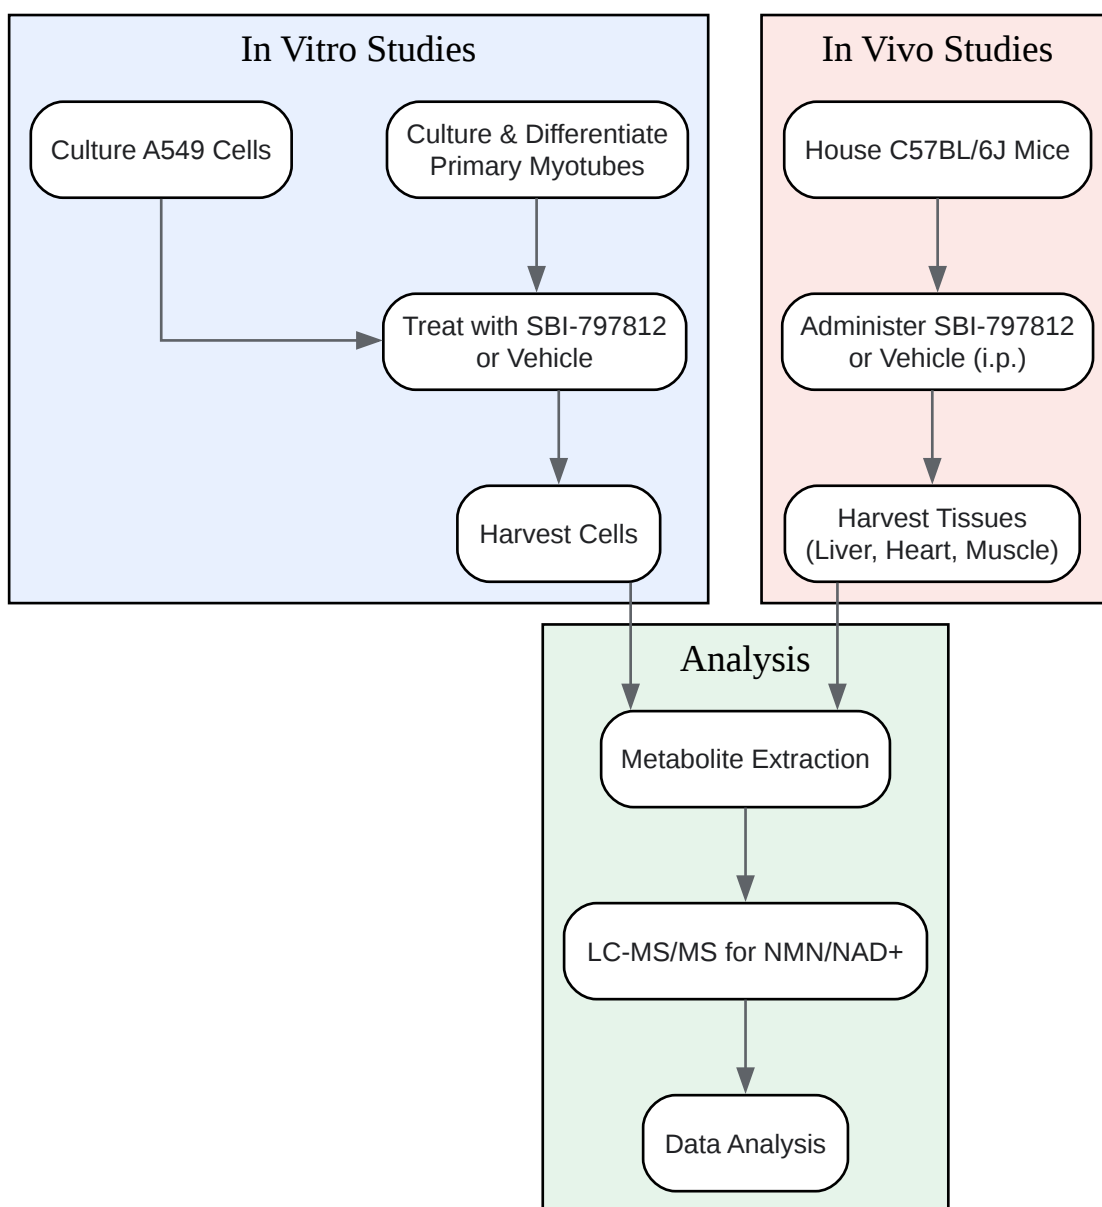 In Vitro Studies
Culture A549 Cells
Culture & Differentiate
Primary Myotubes
Treat with SBI-797812
or Vehicle
Harvest Cells
In Vivo Studies
House C57BL/6J Mice
Administer SBI-797812
or Vehicle (i.p.)
Harvest Tissues
(Liver, Heart, Muscle)
Analysis
Metabolite Extraction
LC-MS/MS for NMN/NAD+
Data Analysis